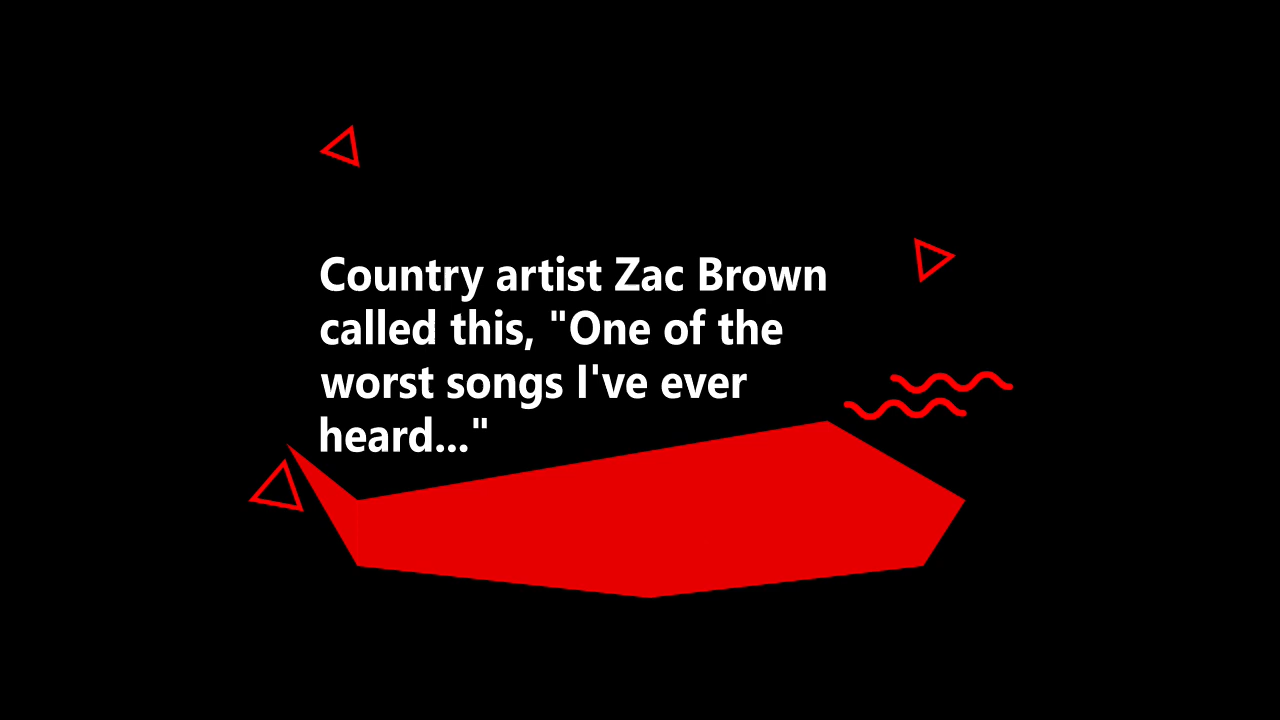 Country artist Zac Brown
called this, "One of the
worst songs I've ever
heard..."